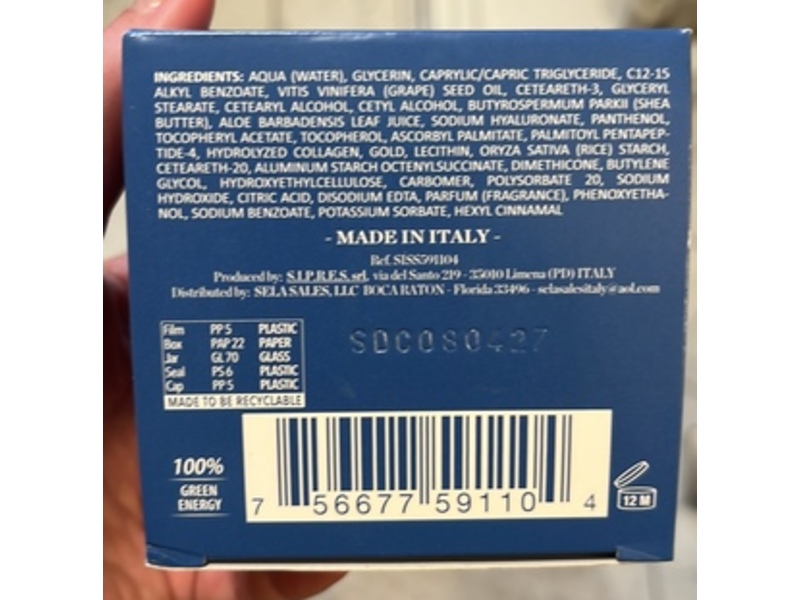 INGREDIENTS: AQUA (WATER), GLYCERIN, CAPRYLIC/CAPRIC TRIGLYCERIDE, C12-15
ALKYL BENZOATE, VITIS VINIFERA (GRAPE) SEED OIL, CETEARETH-3, GLYCERYL
STEARATE, CETEARYL ALCOHOL, CETYL ALCOHOL, BUTYROSPERMUM PARKII (SHEA
BUTTER), ALOE BARBADENSIS LEAF JUICE, SODIUM HYALURONATE, PANTHENOL,
TOCOPHERYL ACETATE, TOCOPHEROL, ASCORBYL PALMITATE, PALMITOYL PENTAPEP-
TIDE-4, HYDROLYZED COLLAGEN, GOLD, LECITHIN, ORYZA SATIVA (RICE) STARCH,
CETEARETH-20, ALUMINUM STARCH OCTENYLSUCCINATE, DIMETHICONE, BUTYLENE
GLYCOL, HYDROXYETHYLCELLULOSE, CARBOMER, POLYSORBATE 20, SODIUM
HYDROXIDE, CITRIC ACID, DISODIUM EDTA, PARFUM (FRAGRANCE), PHENOXYETHA-
NOL, SODIUM BENZOATE, POTASSIUM SORBATE, HEXYL CINNAMAL
- MADE IN ITALY -
Ref. SISS591104
Produced by: S.I.P.R.E.S. srl via del Santo 219 - 35010 Limena (PD) ITALY
Distributed by: SELA SALES, LLC BOCA RATON - Florida 33496 - selasalesitaly@aol.com
Film PP 5 PLASTIC
Box PAP 22 PAPER
Jar GL 70 GLASS
Seal PS 6 PLASTIC
Cap PP 5 PLASTIC
MADE TO BE RECYCLABLE
SDC080427
100%
GREEN
ENERGY
7 56677 59110 4
12 M